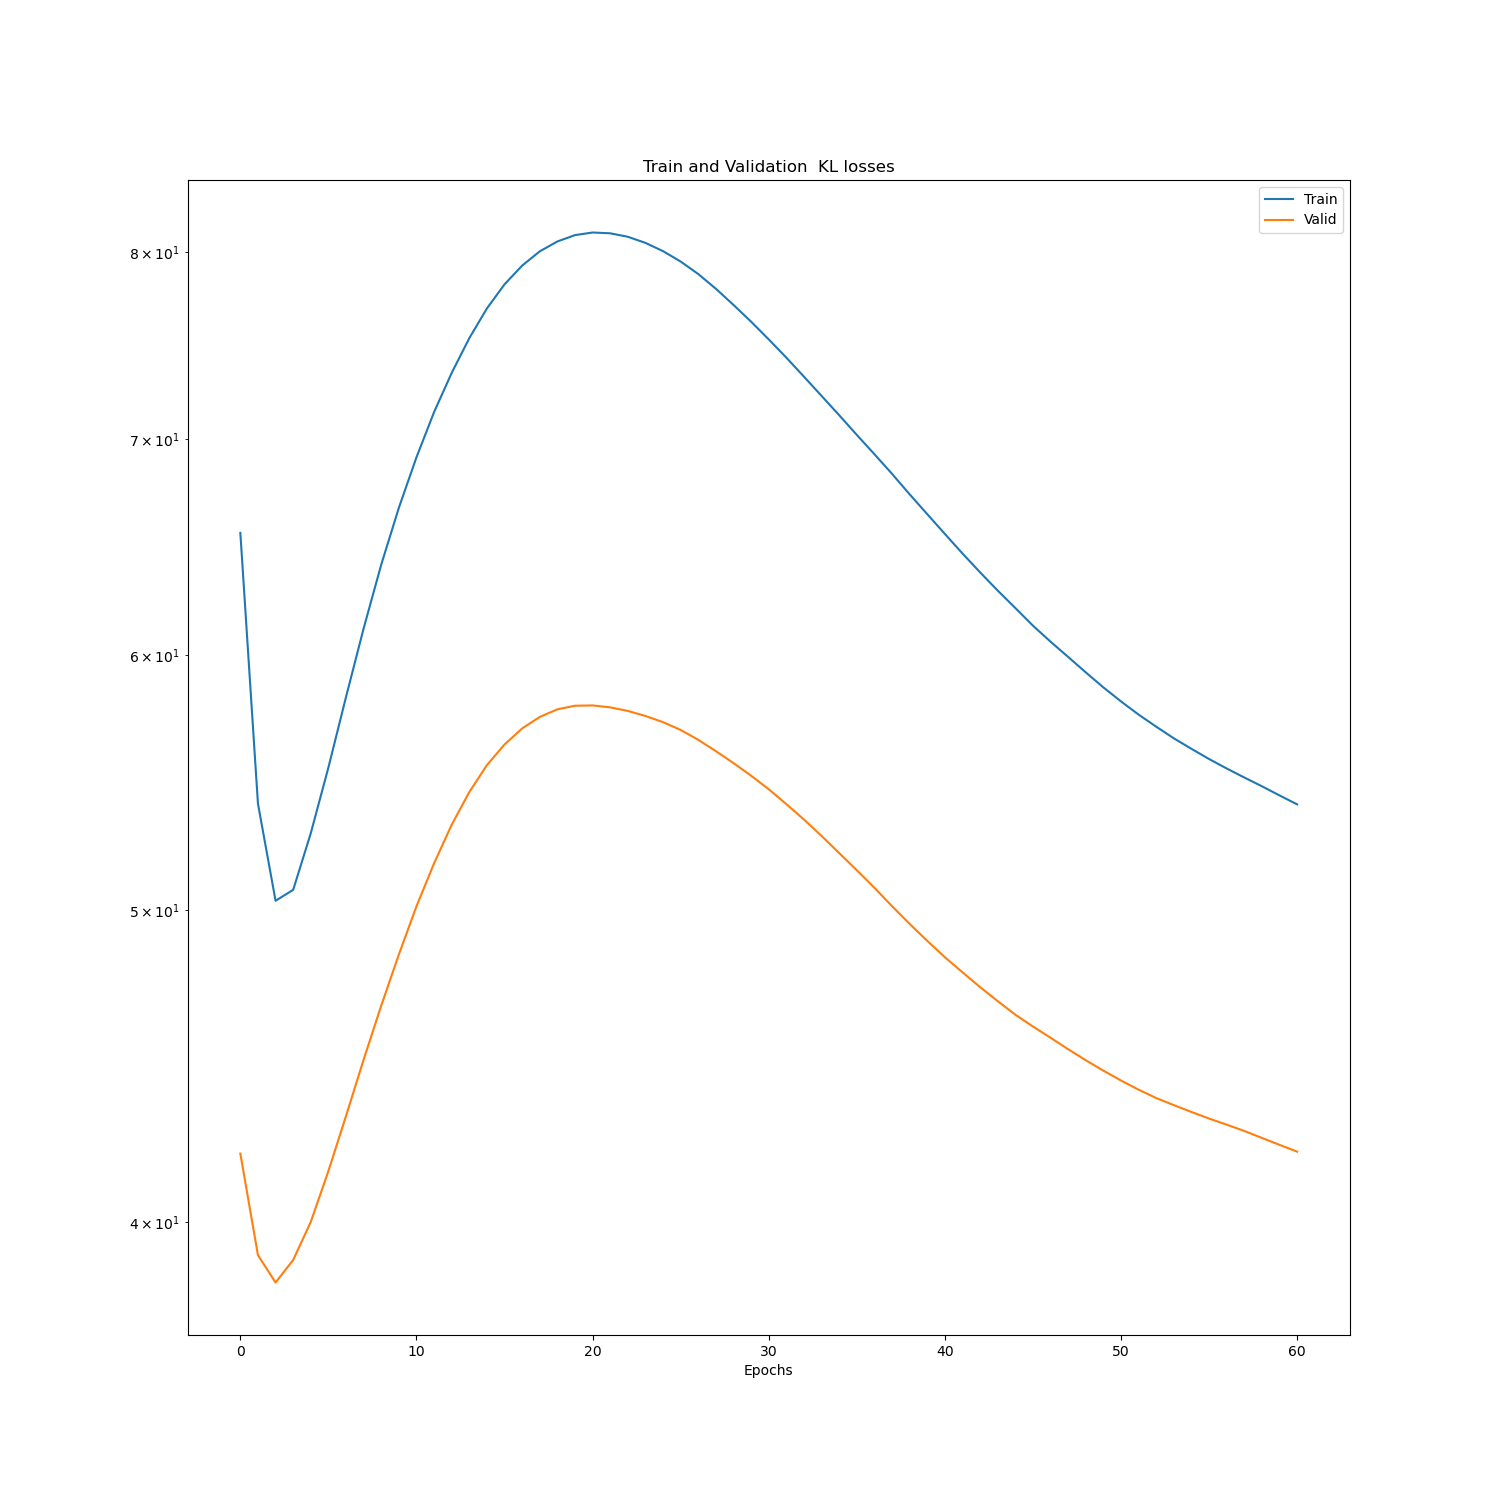 Train and Validation  KL losses
Train
Valid
8 × 10¹
7 × 10¹
6 × 10¹
5 × 10¹
4 × 10¹
0 10 20 30 40 50 60
Epochs